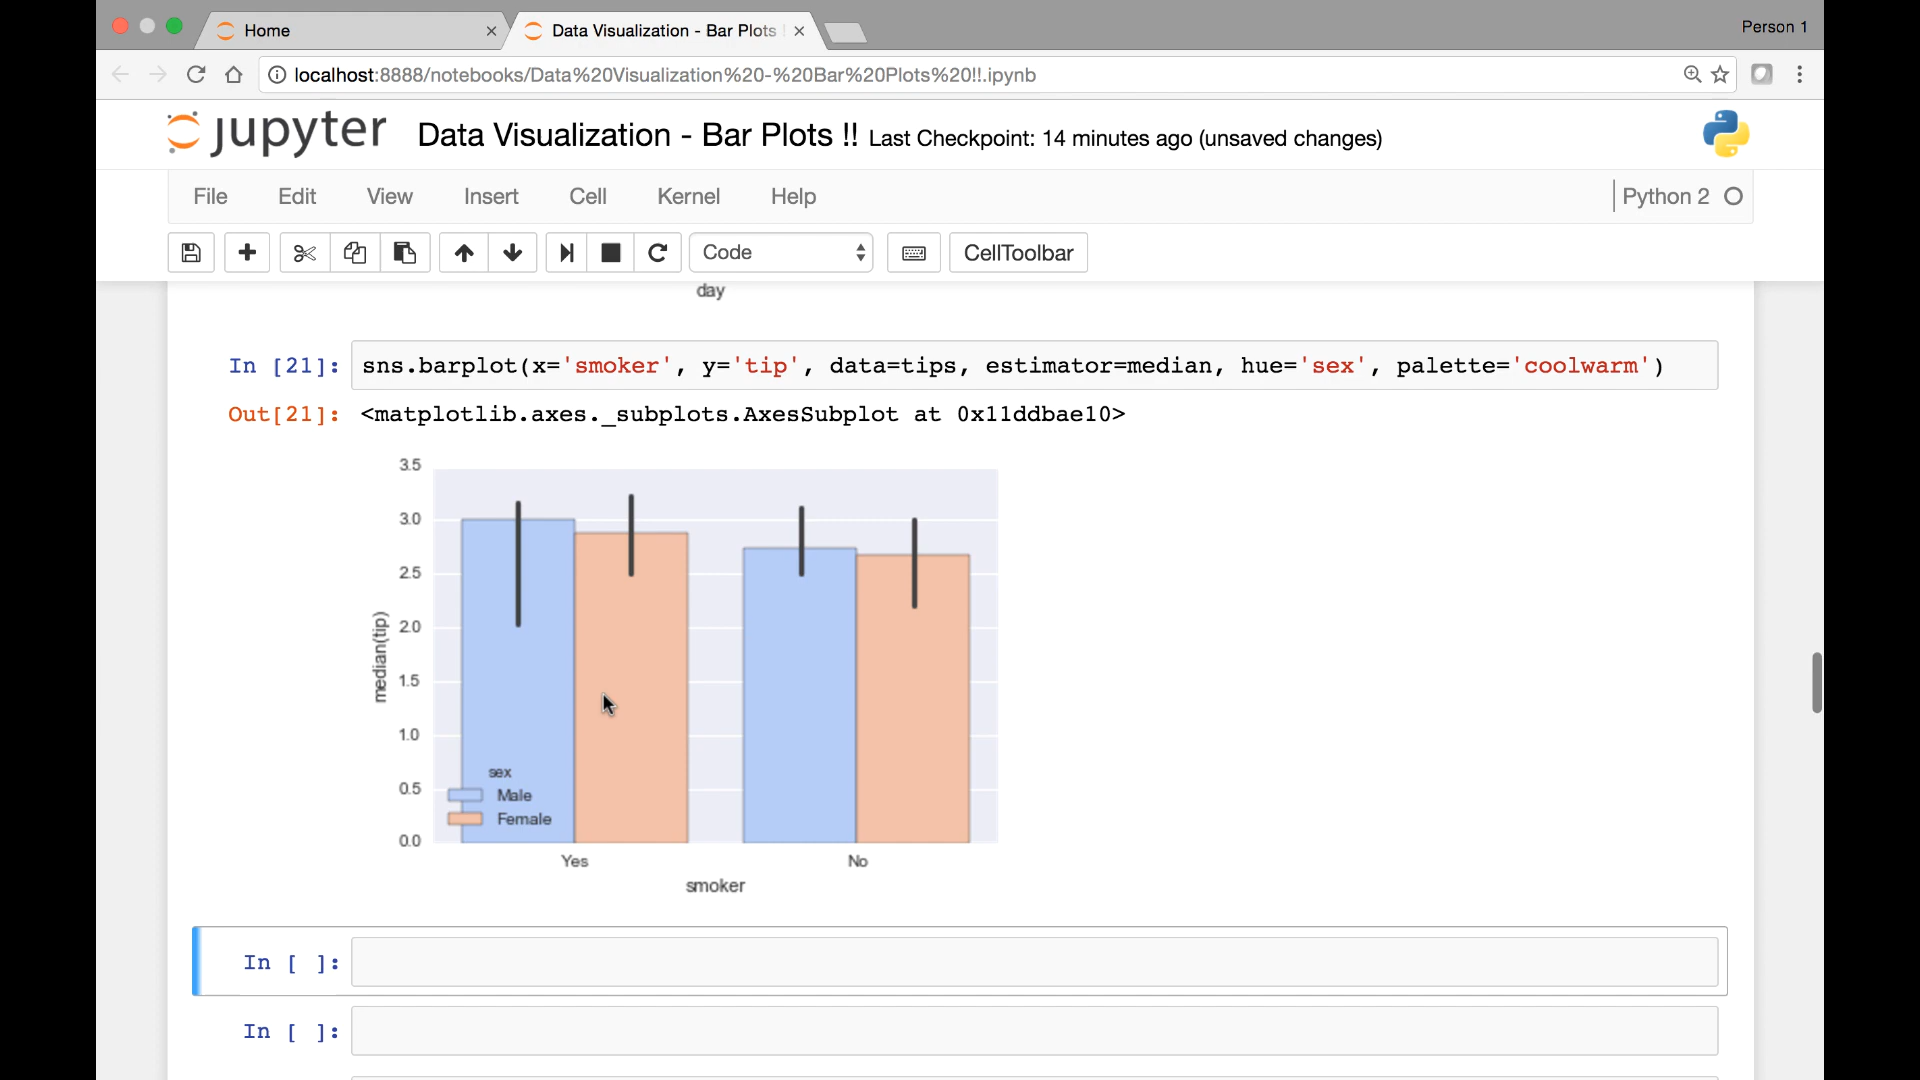 Home
Data Visualization - Bar Plots
Person 1
localhost:8888/notebooks/Data%20Visualization%20-%20Bar%20Plots%20!!.ipynb
jupyter Data Visualization - Bar Plots !! Last Checkpoint: 14 minutes ago (unsaved changes)
File Edit View Insert Cell Kernel Help Python 2
Code CellToolbar
day
In [21]: sns.barplot(x='smoker', y='tip', data=tips, estimator=median, hue='sex', palette='coolwarm')
Out[21]: <matplotlib.axes._subplots.AxesSubplot at 0x11ddbae10>
3.5
3.0
2.5
2.0
1.5
1.0
0.5
0.0
median(tip)
sex
Male
Female
Yes No
smoker
In [ ]:
In [ ]: